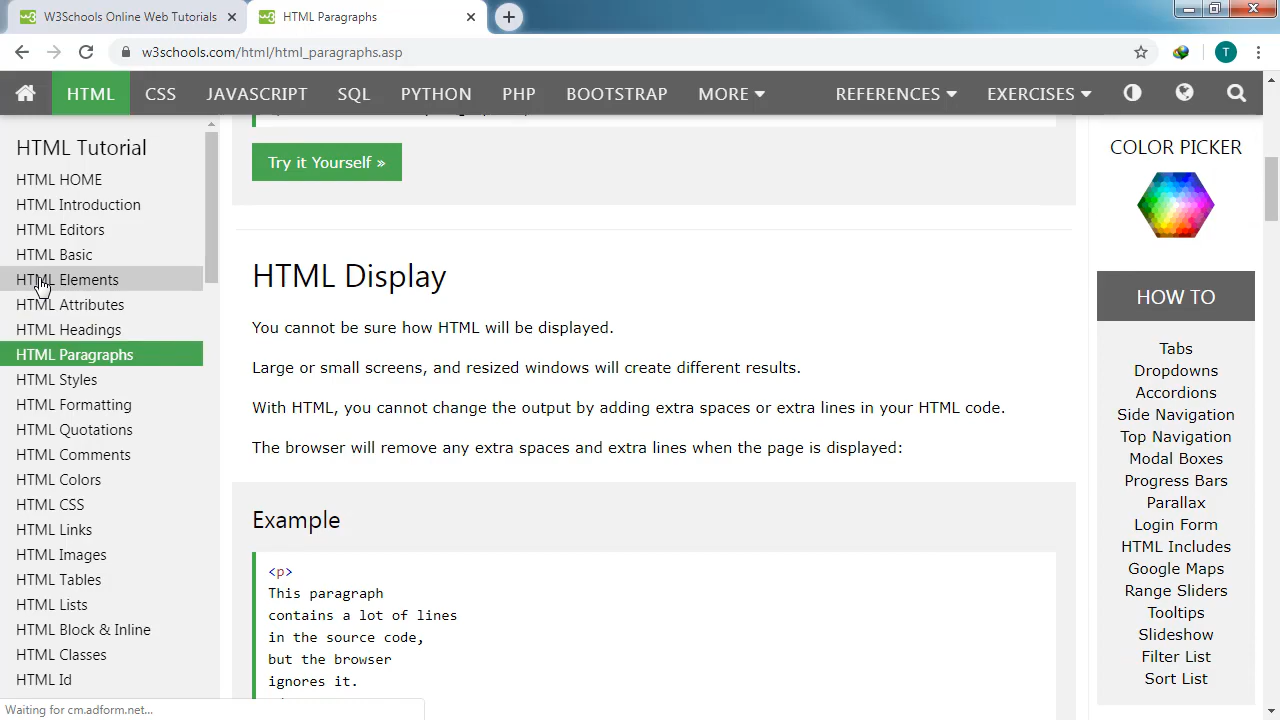 W3Schools Online Web Tutorials
HTML Paragraphs
w3schools.com/html/html_paragraphs.asp
T
HTML
CSS
JAVASCRIPT
SQL
PYTHON
PHP
BOOTSTRAP
MORE
REFERENCES
EXERCISES
HTML Tutorial
HTML HOME
HTML Introduction
HTML Editors
HTML Basic
HTML Elements
HTML Attributes
HTML Headings
HTML Paragraphs
HTML Styles
HTML Formatting
HTML Quotations
HTML Comments
HTML Colors
HTML CSS
HTML Links
HTML Images
HTML Tables
HTML Lists
HTML Block & Inline
HTML Classes
HTML Id
Waiting for cm.adform.net...
Try it Yourself »
HTML Display
You cannot be sure how HTML will be displayed.
Large or small screens, and resized windows will create different results.
With HTML, you cannot change the output by adding extra spaces or extra lines in your HTML code.
The browser will remove any extra spaces and extra lines when the page is displayed:
Example
<p>
This paragraph
contains a lot of lines
in the source code,
but the browser
ignores it.
COLOR PICKER
HOW TO
Tabs
Dropdowns
Accordions
Side Navigation
Top Navigation
Modal Boxes
Progress Bars
Parallax
Login Form
HTML Includes
Google Maps
Range Sliders
Tooltips
Slideshow
Filter List
Sort List